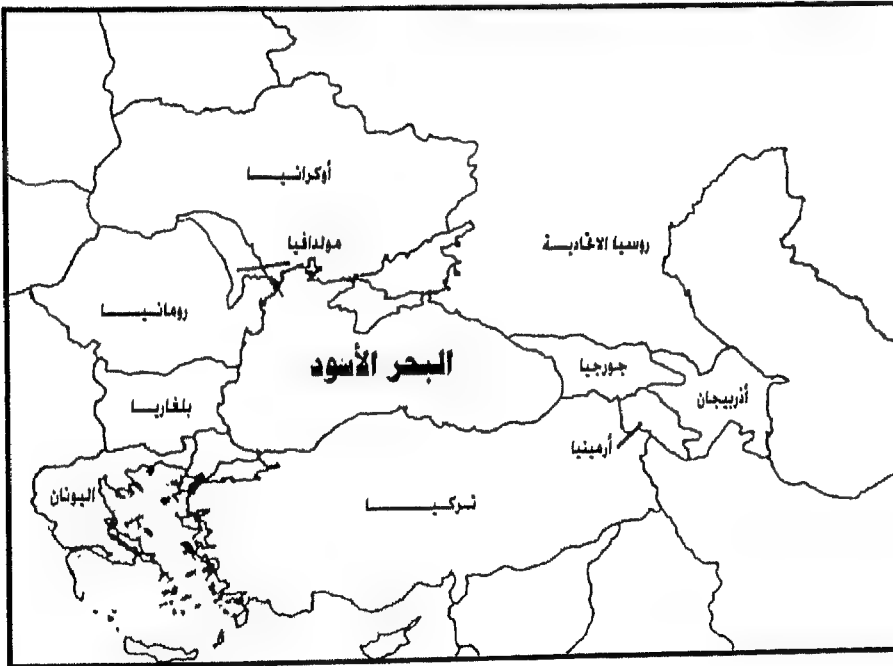 أوكرانيا
مولدافيا
روسيا الاتحادية
رومانيا
البحر الأسود
جورجيا
أذربيجان
بلغاريا
أرمينيا
اليونان
تركيا